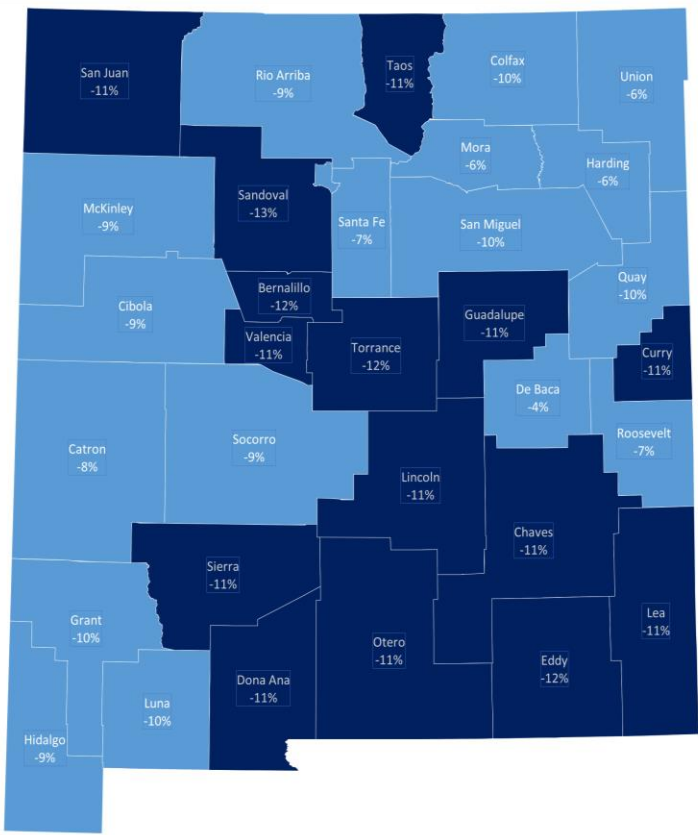 San Juan
-11%
Rio Arriba
-9%
Taos
-11%
Colfax
-10%
Union
-6%
Mora
-6%
Harding
-6%
McKinley
-9%
Sandoval
-13%
Santa Fe
-7%
San Miguel
-10%
Quay
-10%
Cibola
-9%
Bernalillo
-12%
Valencia
-11%
Torrance
-12%
Guadalupe
-11%
Curry
-11%
De Baca
-4%
Roosevelt
-7%
Catron
-8%
Socorro
-9%
Lincoln
-11%
Chaves
-11%
Sierra
-11%
Grant
-10%
Otero
-11%
Lea
-11%
Eddy
-12%
Dona Ana
-11%
Luna
-10%
Hidalgo
-9%